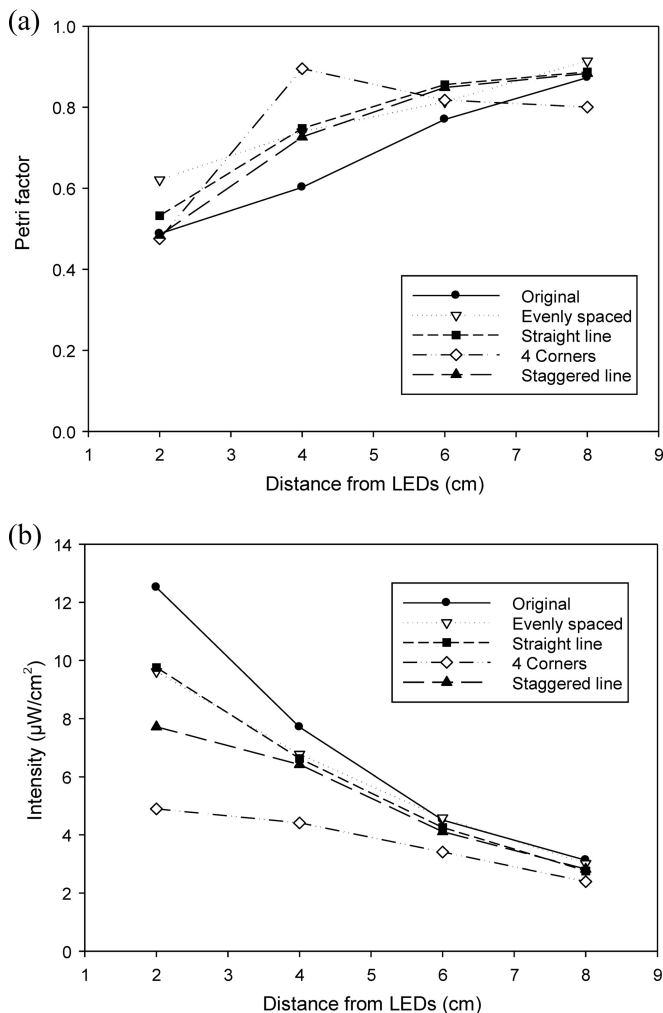 (a)
1.0
0.8
0.6
0.4
0.2
0.0
Petri factor
Original
Evenly spaced
Straight line
4 Corners
Staggered line
1 2 3 4 5 6 7 8 9
Distance from LEDs (cm)
(b)
14
12
10
8
6
4
2
0
Intensity (µW/cm²)
Original
Evenly spaced
Straight line
4 Corners
Staggered line
1 2 3 4 5 6 7 8 9
Distance from LEDs (cm)